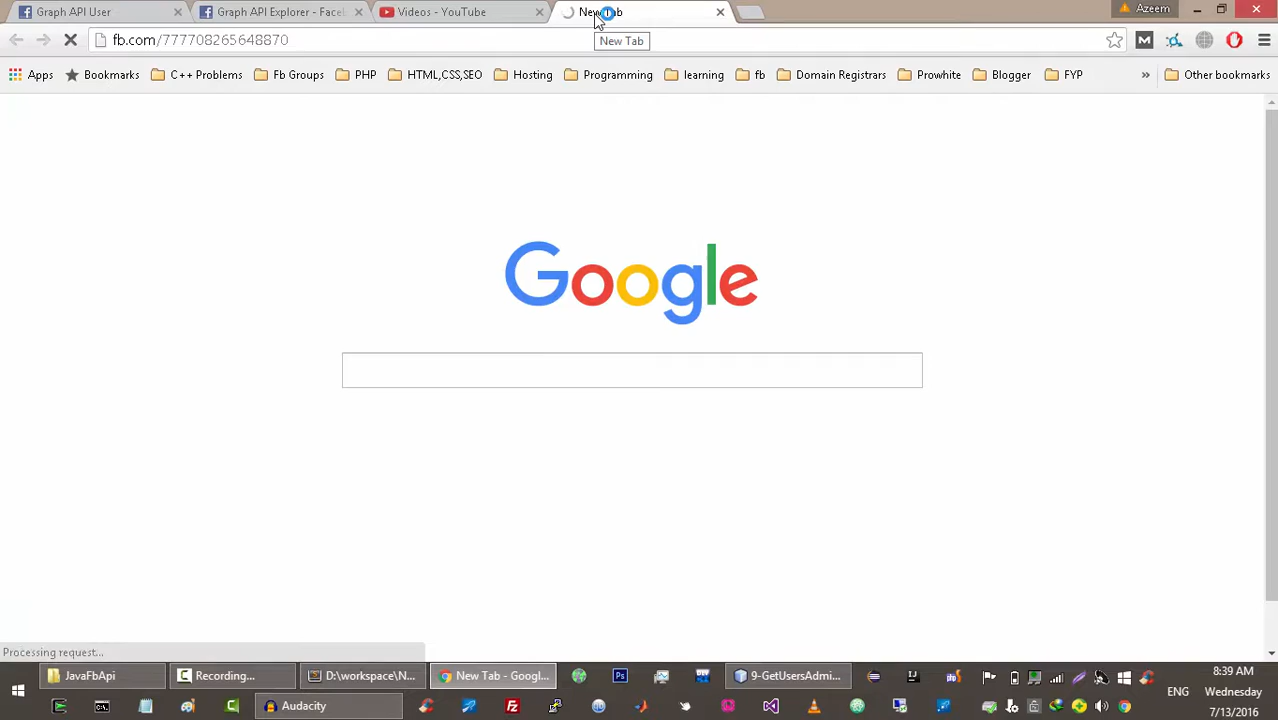 Graph API User
Graph API Explorer - Faceb
Videos - YouTube
New Tab
Azeem
fb.com/777708265648870
New Tab
Apps
Bookmarks
C++ Problems
Fb Groups
PHP
HTML,CSS,SEO
Hosting
Programming
learning
fb
Domain Registrars
Prowhite
Blogger
FYP
»
Other bookmarks
Google
Processing request...
JavaFbApi
Recording...
D:\workspace\N...
New Tab - Googl...
9-GetUsersAdmi...
8:39 AM
ENG
Wednesday
7/13/2016
Audacity